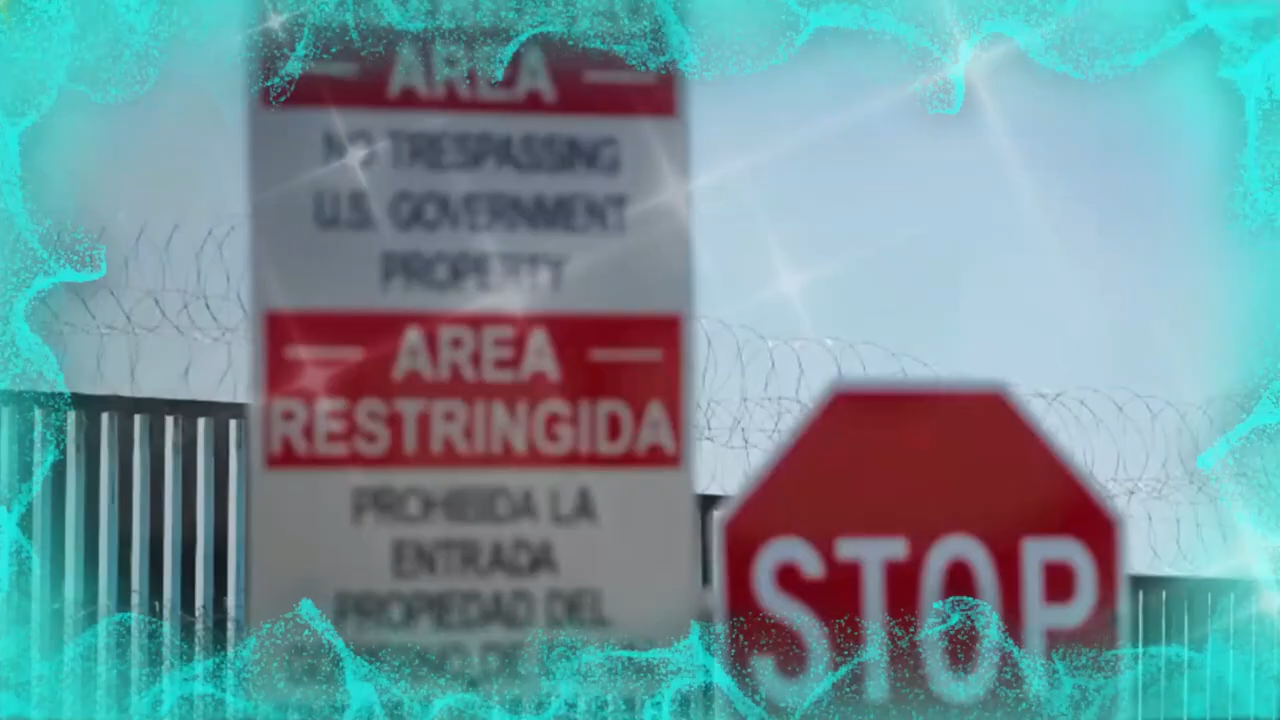 — AREA —
NO TRESPASSING
U.S. GOVERNMENT
PROPERTY
— AREA —
RESTRINGIDA
PROHIBIDA LA
ENTRADA
PROPIEDAD DEL
STOP